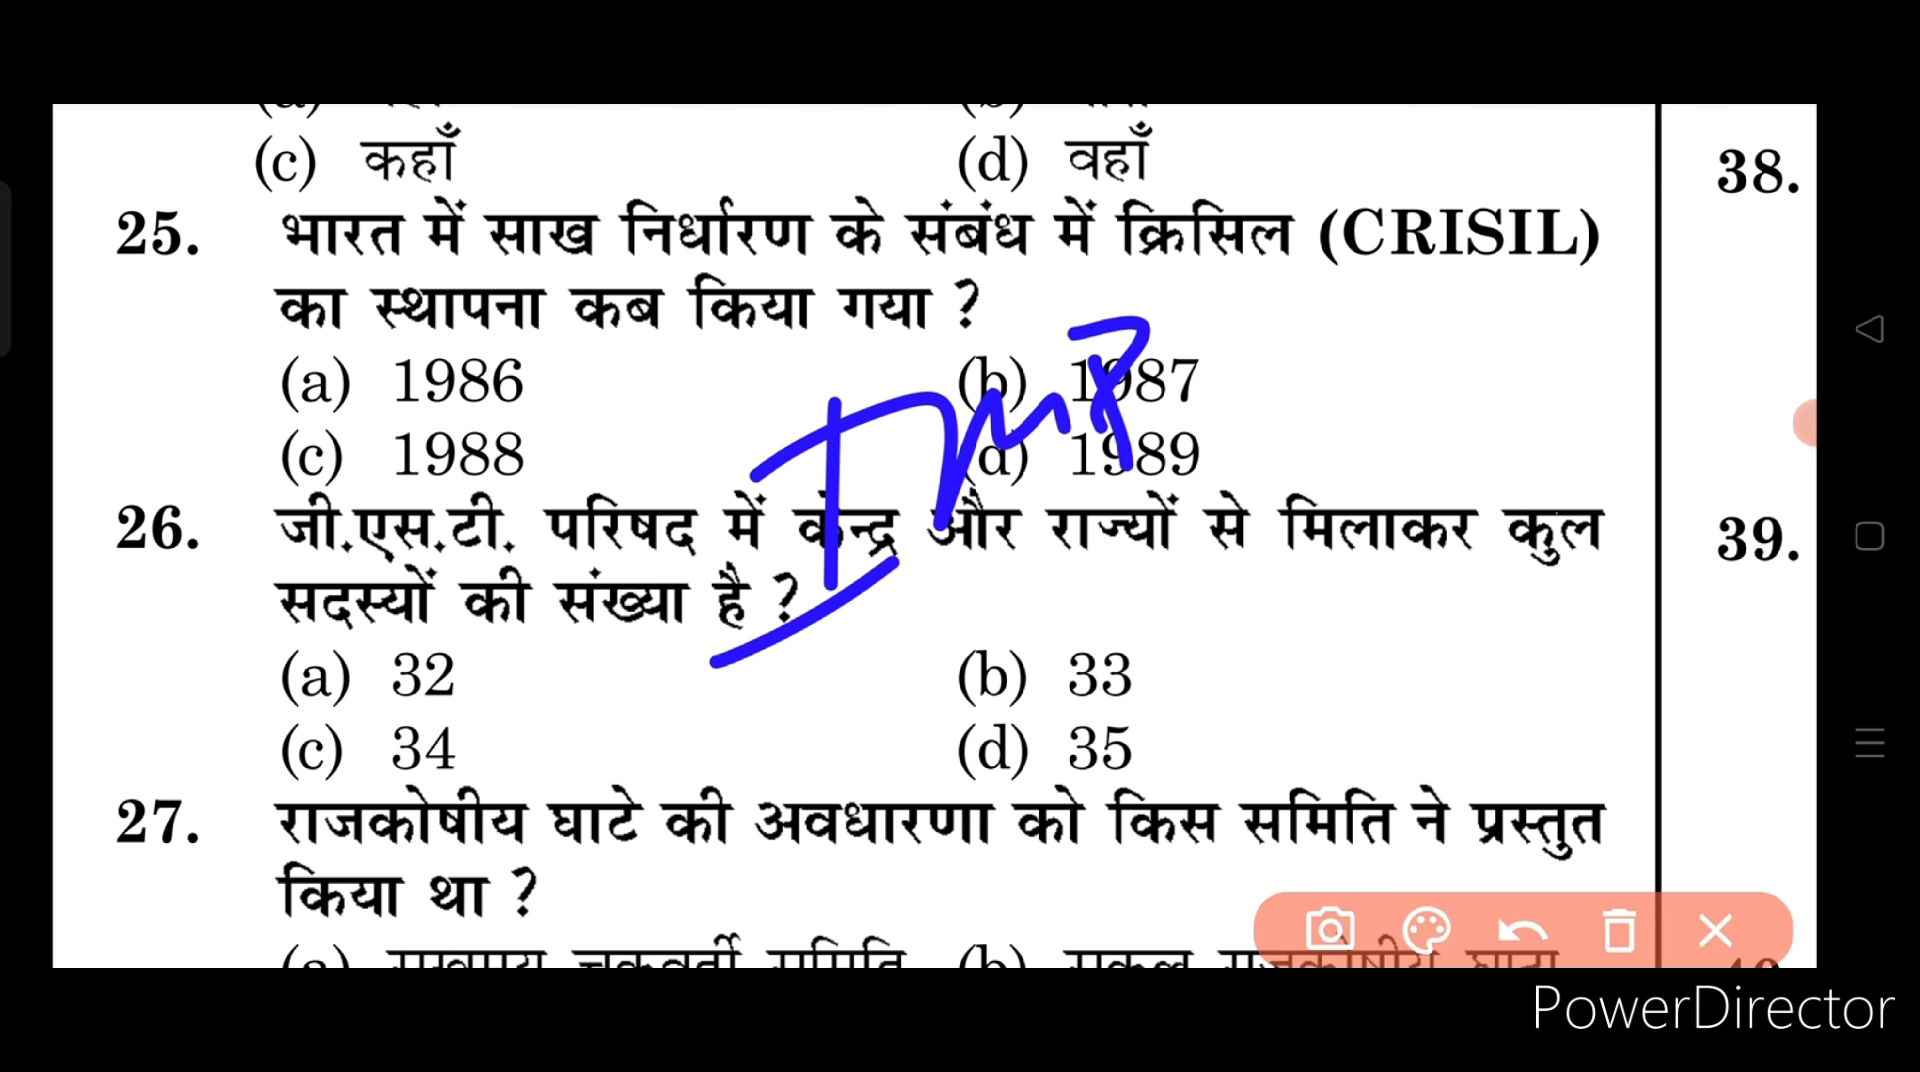 (c) कहाँ (d) वहाँ
38.
25. भारत में साख निर्धारण के संबंध में क्रिसिल (CRISIL)
का स्थापना कब किया गया ?
(a) 1986 (b) 1987
(c) 1988 (d) 1989
Imp
26. जी.एस.टी. परिषद में केन्द्र और राज्यों से मिलाकर कुल
39.
सदस्यों की संख्या है ?
(a) 32 (b) 33
(c) 34 (d) 35
27. राजकोषीय घाटे की अवधारणा को किस समिति ने प्रस्तुत
किया था ?
PowerDirector